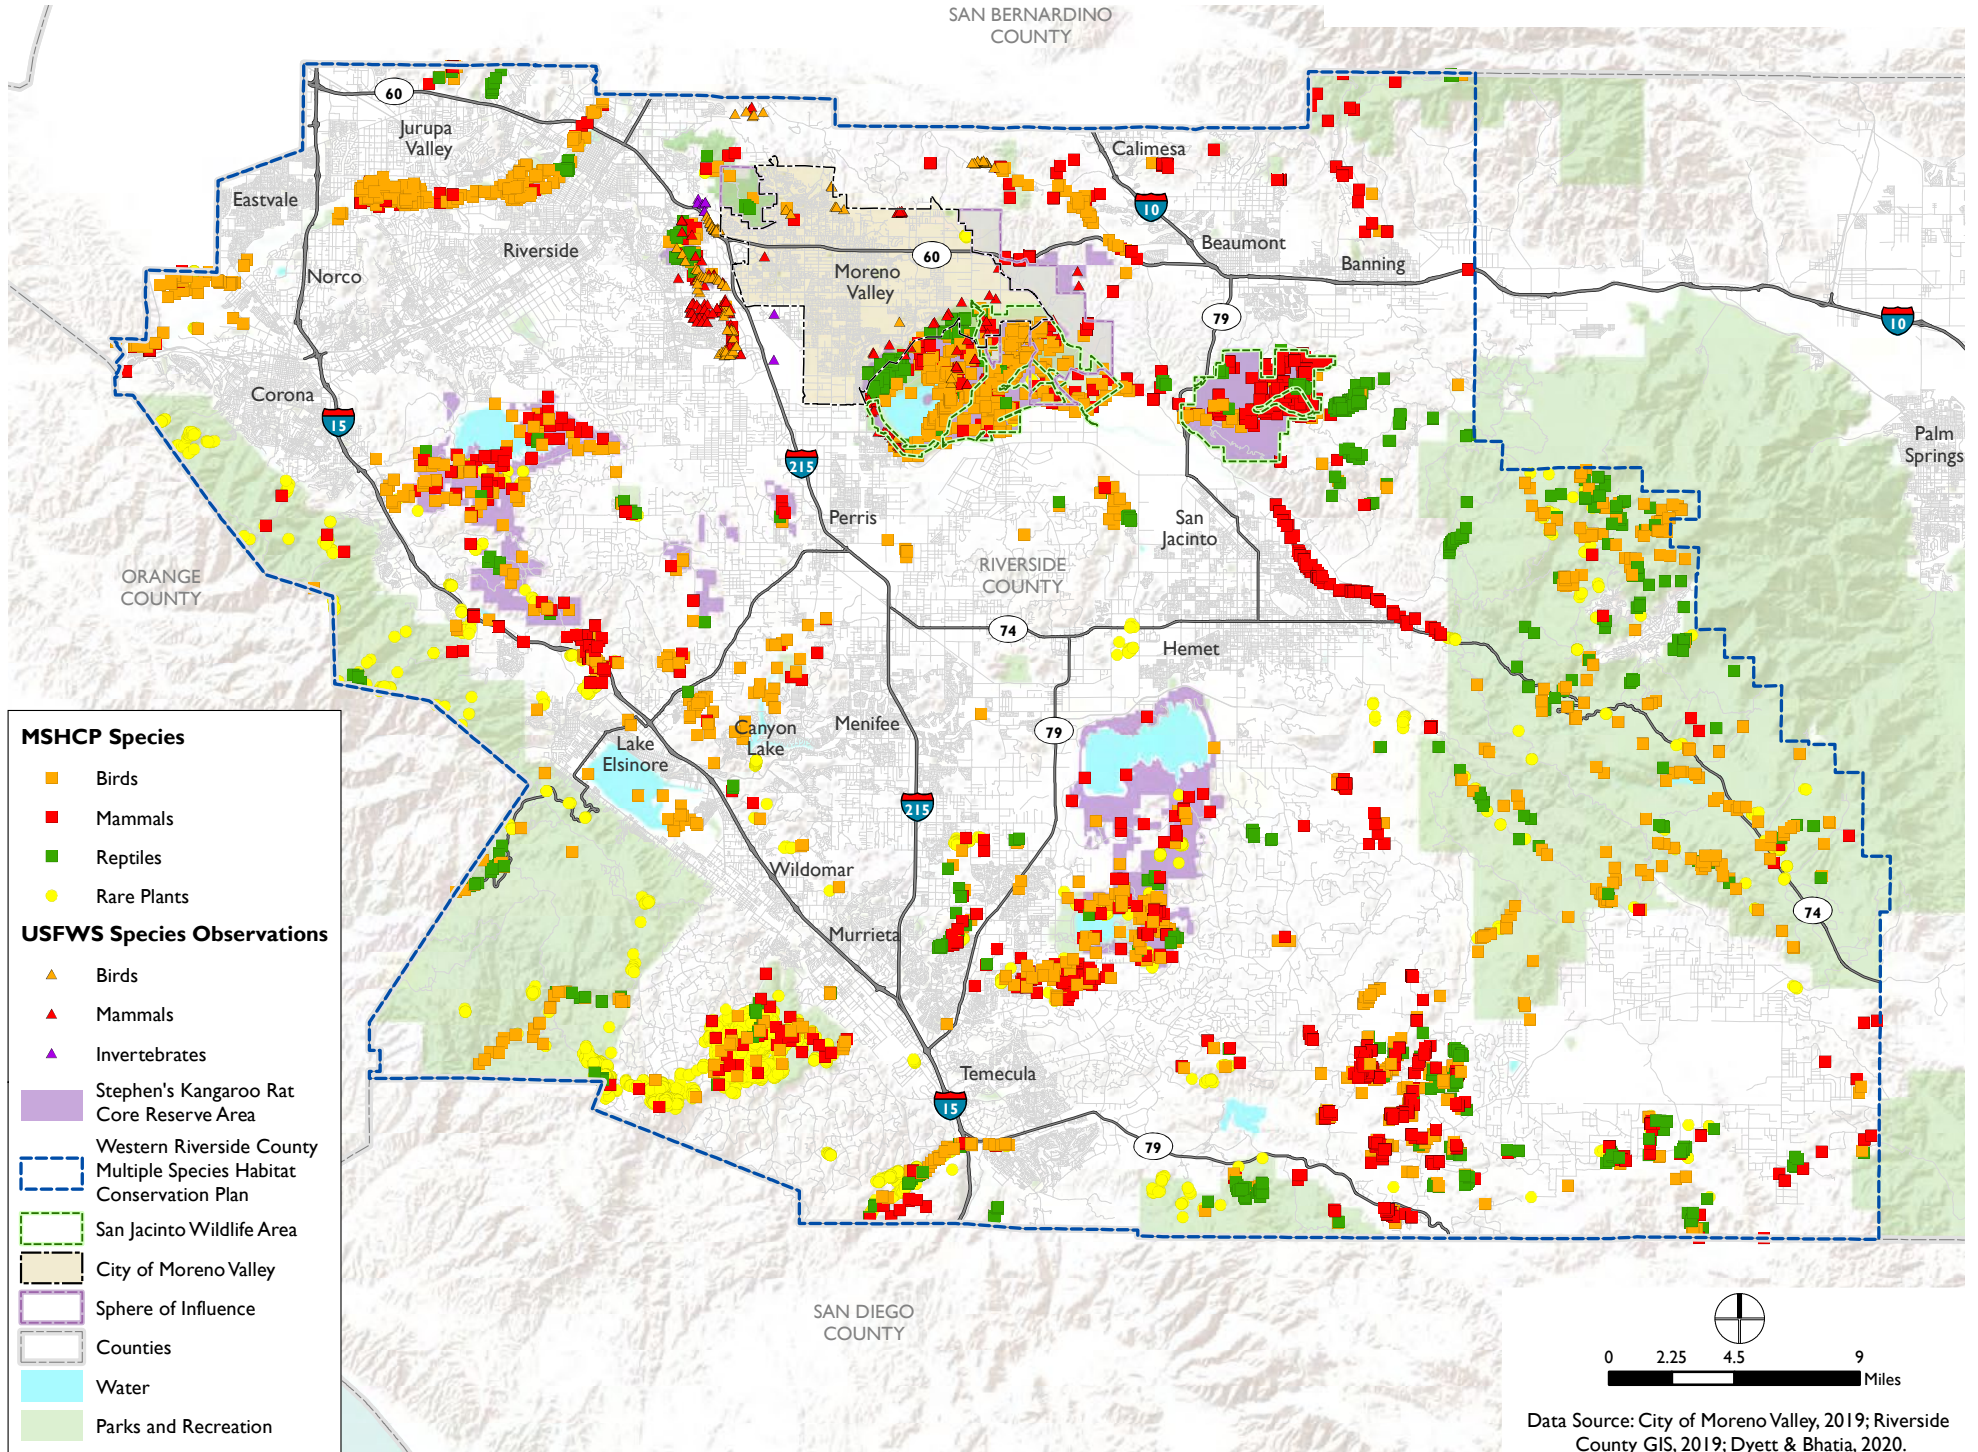 SAN BERNARDINO
COUNTY
60
Jurupa
Valley
Calimesa
Eastvale
10
Riverside
Beaumont
Norco
60
Moreno
Valley
Banning
79
10
Corona
15
Palm
Springs
215
Perris
San
Jacinto
ORANGE
COUNTY
RIVERSIDE
COUNTY
74
Hemet
Canyon
Lake
Menifee
79
Lake
Elsinore
215
Wildomar
74
Murrieta
Temecula
15
79
SAN DIEGO
COUNTY
MSHCP Species
Birds
Mammals
Reptiles
Rare Plants
USFWS Species Observations
Birds
Mammals
Invertebrates
Stephen's Kangaroo Rat
Core Reserve Area
Western Riverside County
Multiple Species Habitat
Conservation Plan
San Jacinto Wildlife Area
City of Moreno Valley
Sphere of Influence
Counties
Water
Parks and Recreation
0 2.25 4.5 9
Miles
Data Source: City of Moreno Valley, 2019; Riverside
County GIS, 2019; Dyett & Bhatia, 2020.